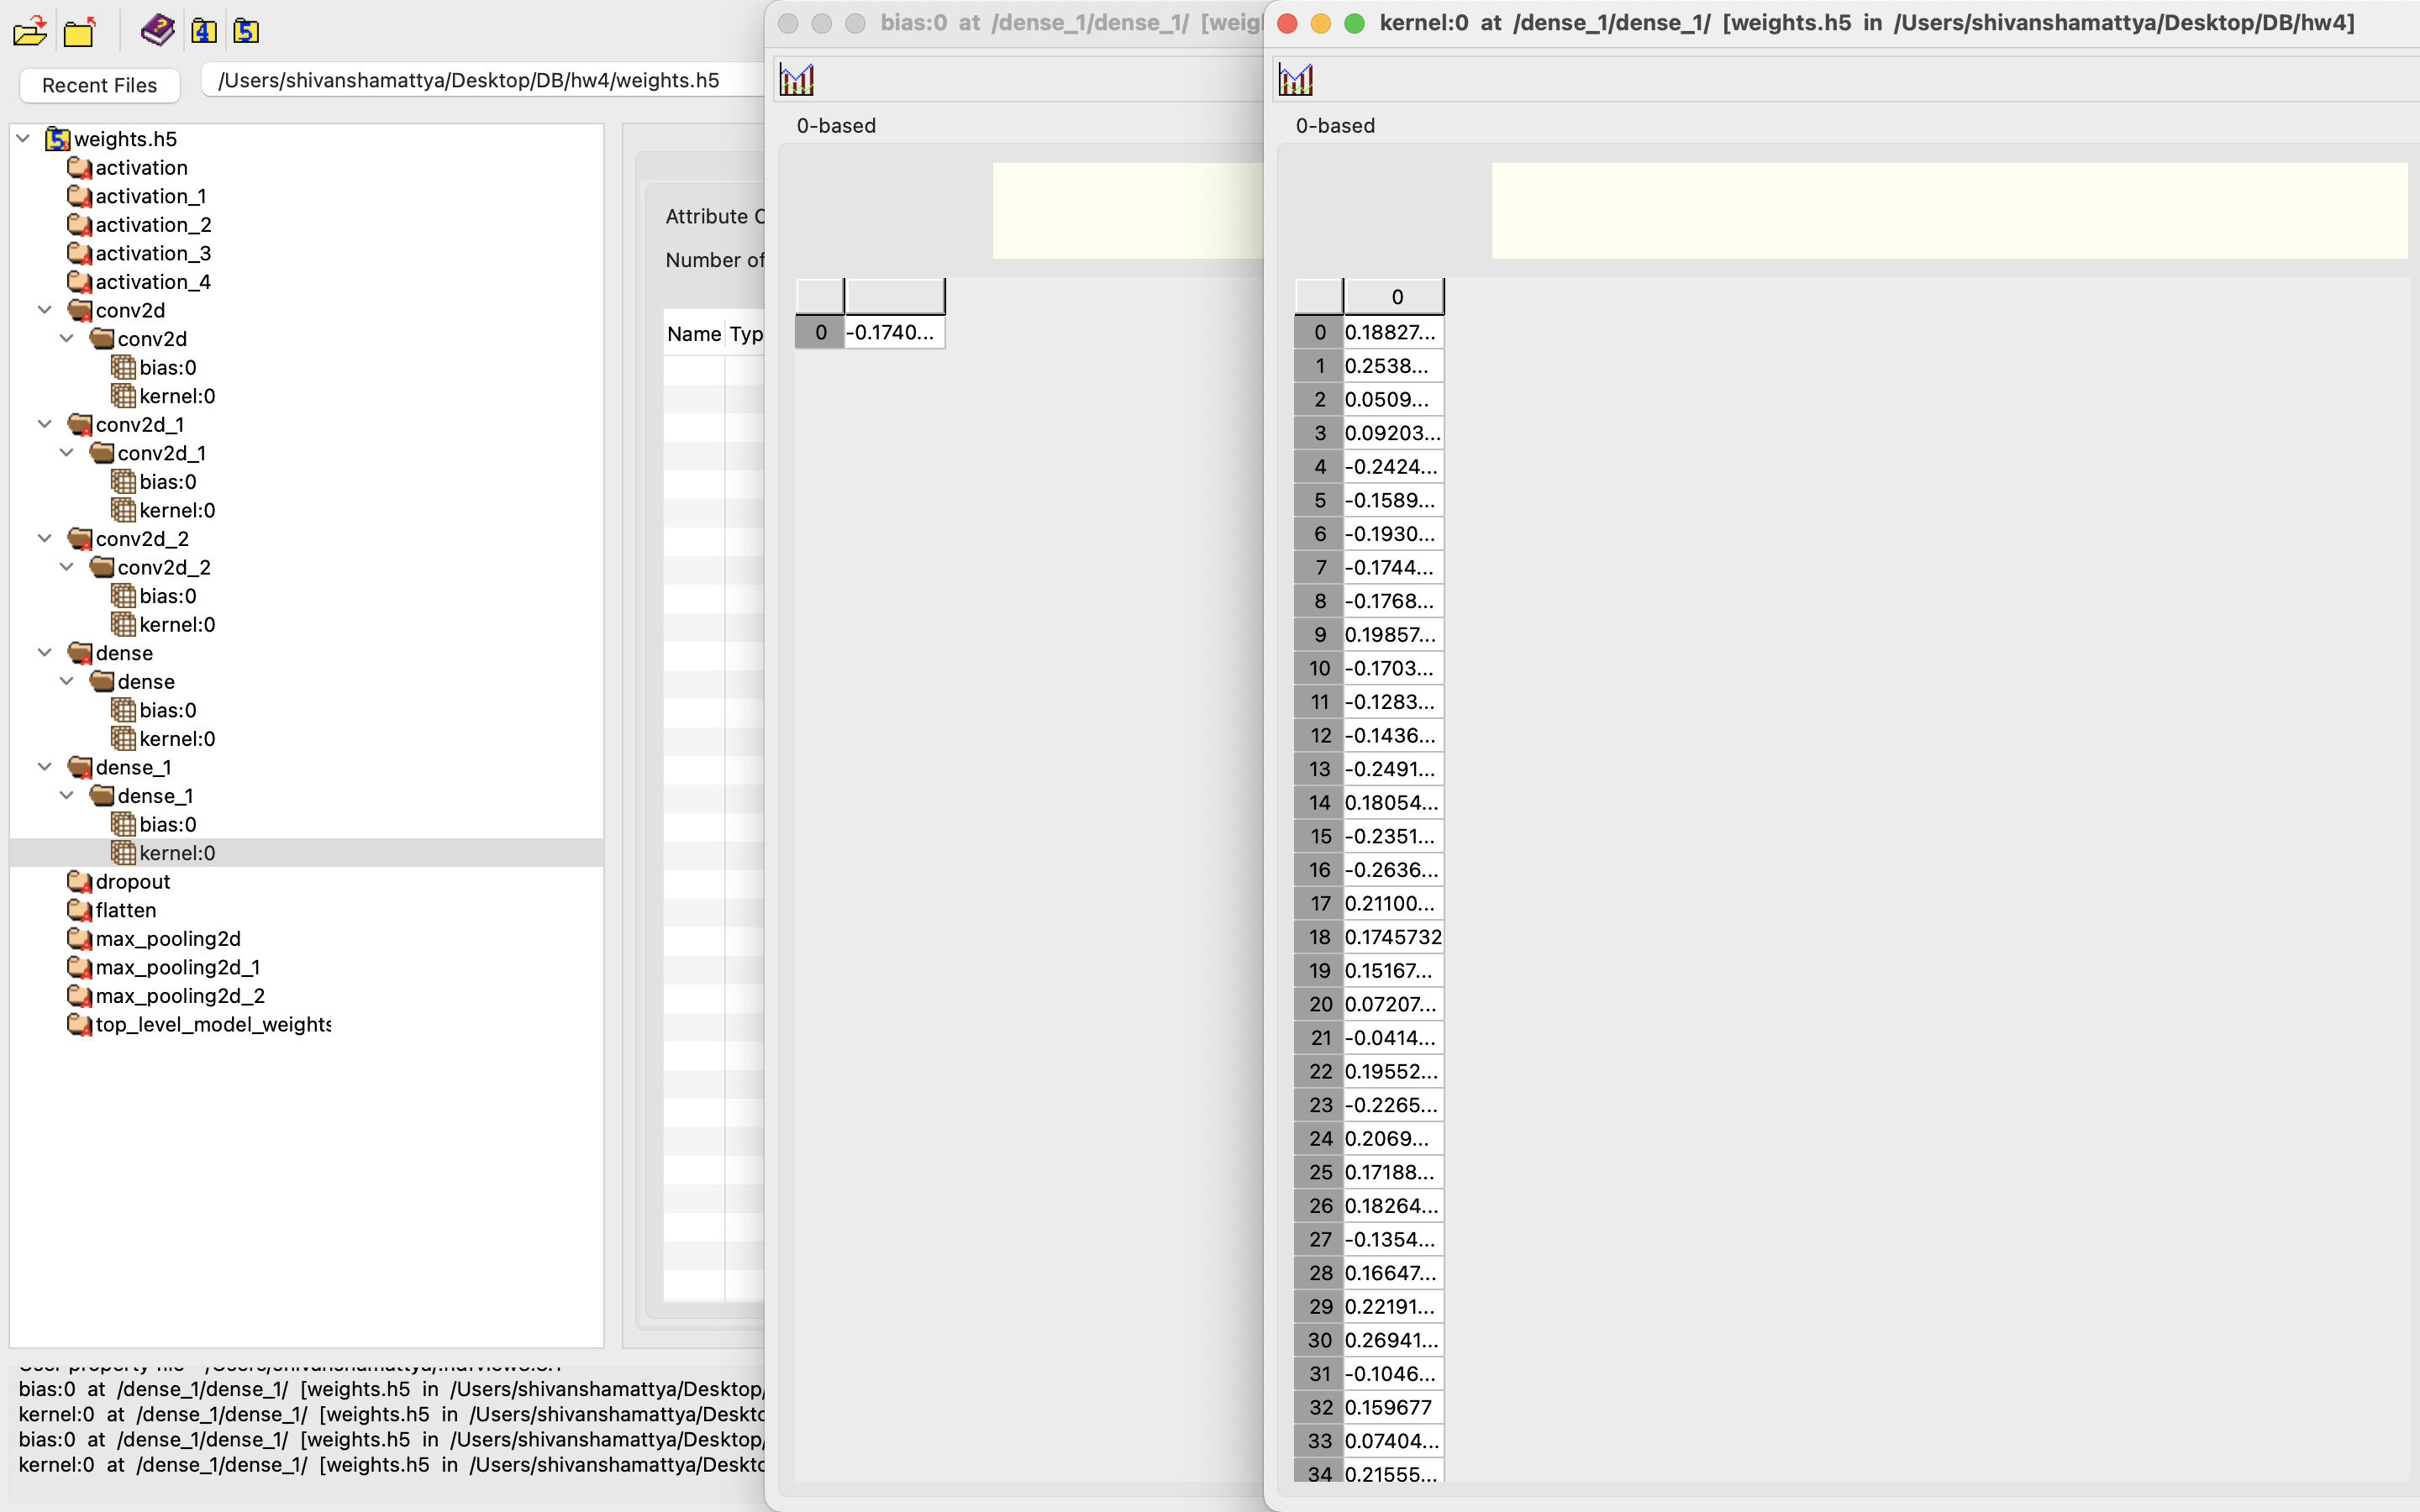 4
5
Recent Files
/Users/shivanshamattya/Desktop/DB/hw4/weights.h5
weights.h5
activation
activation_1
activation_2
activation_3
activation_4
conv2d
conv2d
bias:0
kernel:0
conv2d_1
conv2d_1
bias:0
kernel:0
conv2d_2
conv2d_2
bias:0
kernel:0
dense
dense
bias:0
kernel:0
dense_1
dense_1
bias:0
kernel:0
dropout
flatten
max_pooling2d
max_pooling2d_1
max_pooling2d_2
top_level_model_weights
Attribute C
Number of
Name Typ
bias:0 at /dense_1/dense_1/ [weights.h5 in /Users/shivanshamattya/Desktop/
kernel:0 at /dense_1/dense_1/ [weights.h5 in /Users/shivanshamattya/Deskto
bias:0 at /dense_1/dense_1/ [weights.h5 in /Users/shivanshamattya/Desktop/
kernel:0 at /dense_1/dense_1/ [weights.h5 in /Users/shivanshamattya/Deskto
bias:0 at /dense_1/dense_1/ [weig
0-based
0 -0.1740...
kernel:0 at /dense_1/dense_1/ [weights.h5 in /Users/shivanshamattya/Desktop/DB/hw4]
0-based
0
0 0.18827...
1 0.2538...
2 0.0509...
3 0.09203...
4 -0.2424...
5 -0.1589...
6 -0.1930...
7 -0.1744...
8 -0.1768...
9 0.19857...
10 -0.1703...
11 -0.1283...
12 -0.1436...
13 -0.2491...
14 0.18054...
15 -0.2351...
16 -0.2636...
17 0.21100...
18 0.1745732
19 0.15167...
20 0.07207...
21 -0.0414...
22 0.19552...
23 -0.2265...
24 0.2069...
25 0.17188...
26 0.18264...
27 -0.1354...
28 0.16647...
29 0.22191...
30 0.26941...
31 -0.1046...
32 0.159677
33 0.07404...
34 0.21555...